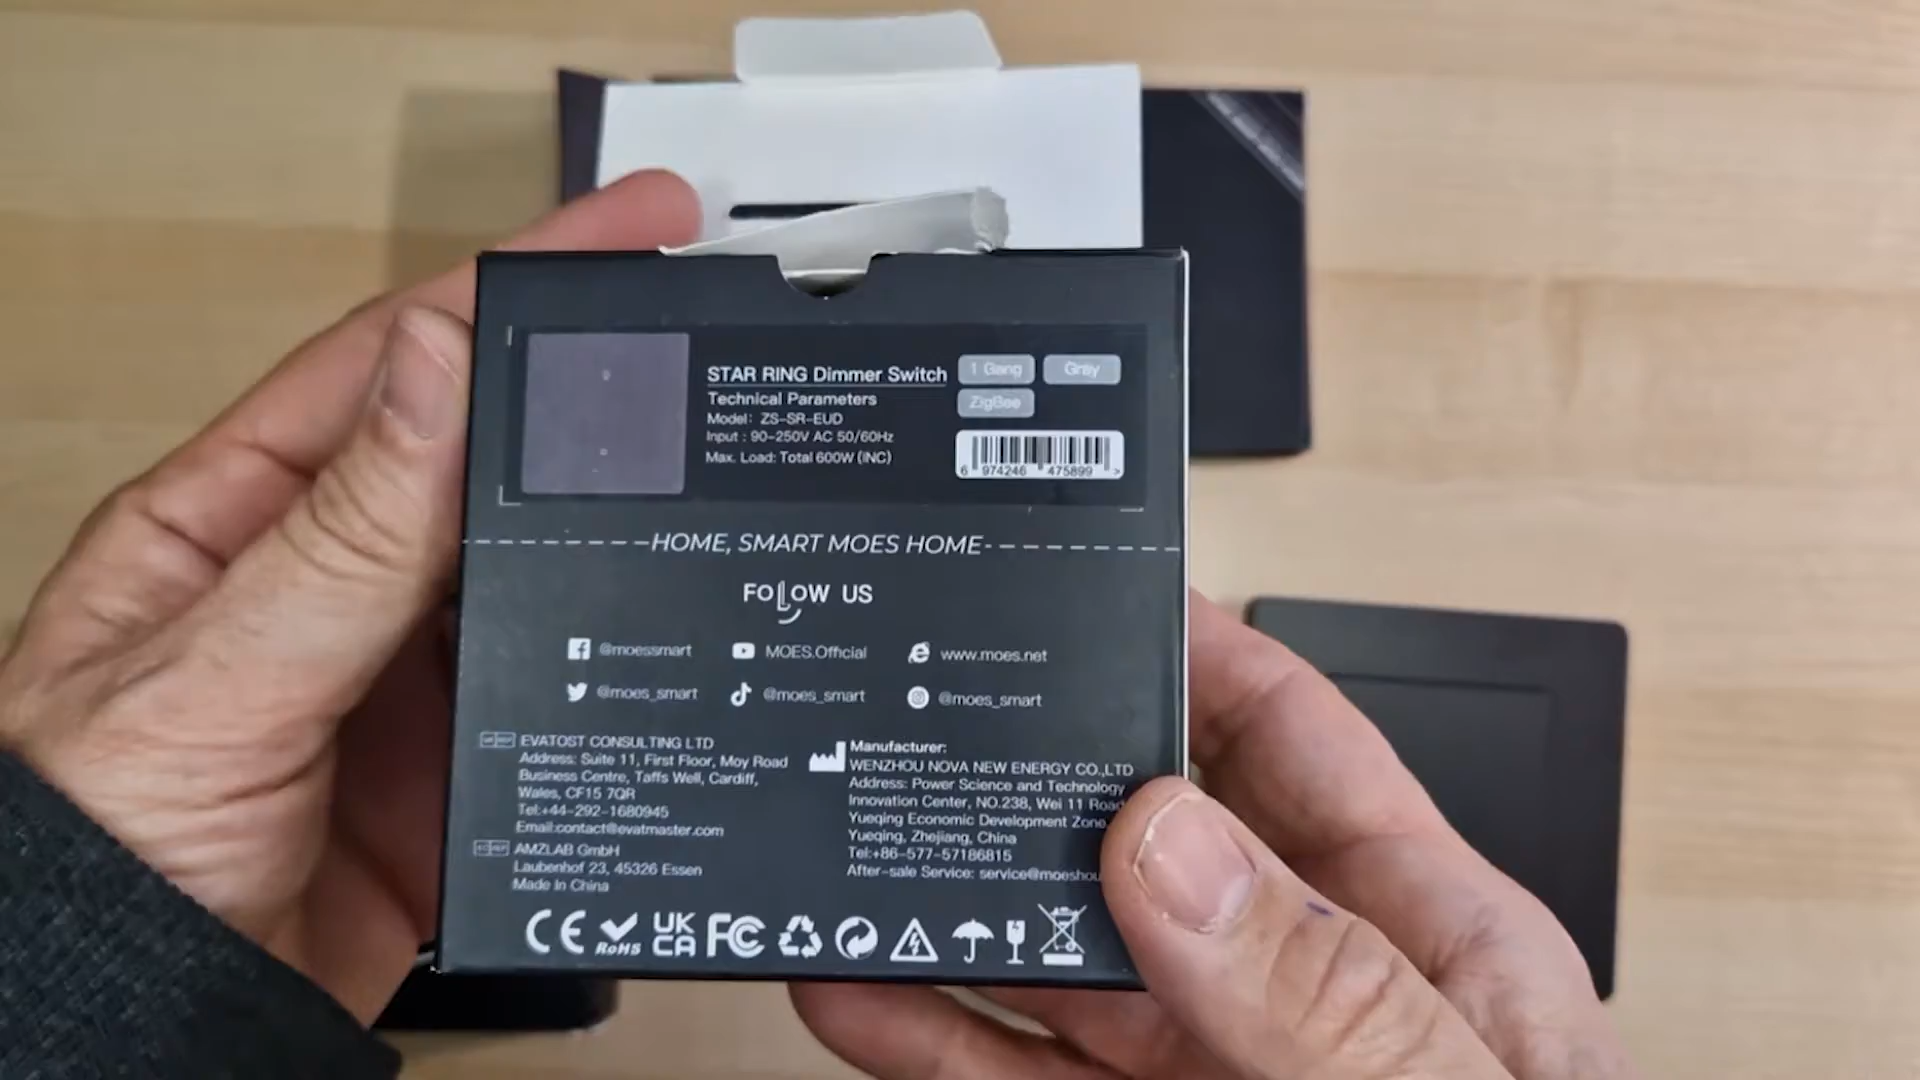 STAR RING Dimmer Switch
1 Gang
Gray
Technical Parameters
ZigBee
Model: ZS-SR-EUD
Input : 90-250V AC 50/60Hz
Max. Load: Total 600W (INC)
6 974246 475899 >
HOME, SMART MOES HOME
FOLLOW US
@moessmart
MOES.Official
www.moes.net
@moes_smart
@moes_smart
@moes_smart
EVATOST CONSULTING LTD
Address: Suite 11, First Floor, Moy Road
Business Centre, Taffs Well, Cardiff,
Wales, CF15 7QR
Tel:+44-292-1680945
Email:contact@evatmaster.com
AMZLAB GmbH
Laubenhof 23, 45326 Essen
Made In China
Manufacturer:
WENZHOU NOVA NEW ENERGY CO.,LTD
Address: Power Science and Technology
Innovation Center, NO.238, Wei 11 Road
Yueqing Economic Development Zone
Yueqing, Zhejiang, China
Tel:+86-577-57186815
After-sale Service: service@moeshou
CE RoHS UK CA FC